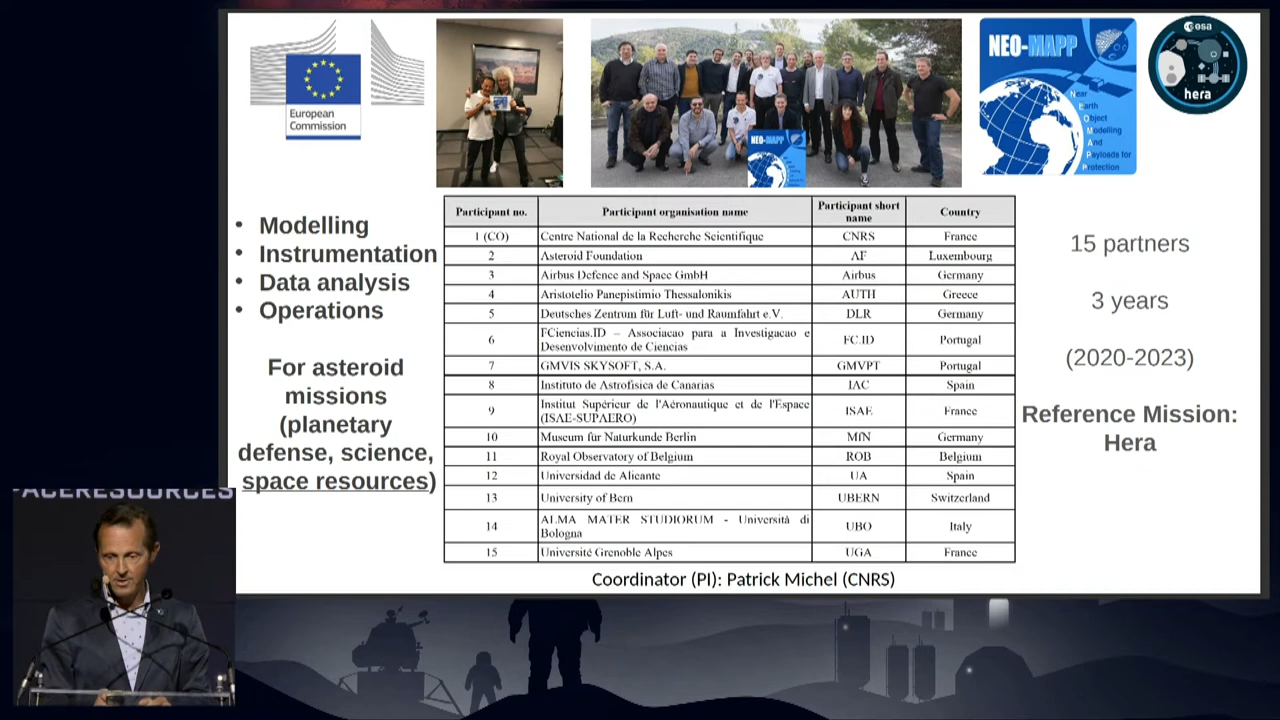 European
Commission
NEO-MAPP
Near
Earth
Object
Modelling
And
Payloads for
Protection
esa
hera
NEO-MAPP
• Modelling
• Instrumentation
• Data analysis
• Operations
For asteroid
missions
(planetary
defense, science,
space resources)
Participant no. Participant organisation name Participant short name Country
1 (CO) Centre National de la Recherche Scientifique CNRS France
2 Asteroid Foundation AF Luxembourg
3 Airbus Defence and Space GmbH Airbus Germany
4 Aristotelio Panepistimio Thessalonikis AUTH Greece
5 Deutsches Zentrum für Luft- und Raumfahrt e.V. DLR Germany
6 FCiencias.ID – Associacao para a Investigacao e Desenvolvimento de Ciencias FC.ID Portugal
7 GMVIS SKYSOFT, S.A. GMVPT Portugal
8 Instituto de Astrofisica de Canarias IAC Spain
9 Institut Supérieur de l'Aéronautique et de l'Espace (ISAE-SUPAERO) ISAE France
10 Museum für Naturkunde Berlin MfN Germany
11 Royal Observatory of Belgium ROB Belgium
12 Universidad de Alicante UA Spain
13 University of Bern UBERN Switzerland
14 ALMA MATER STUDIORUM - Università di Bologna UBO Italy
15 Université Grenoble Alpes UGA France
Coordinator (PI): Patrick Michel (CNRS)
15 partners
3 years
(2020-2023)
Reference Mission:
Hera
ACERESOURCES